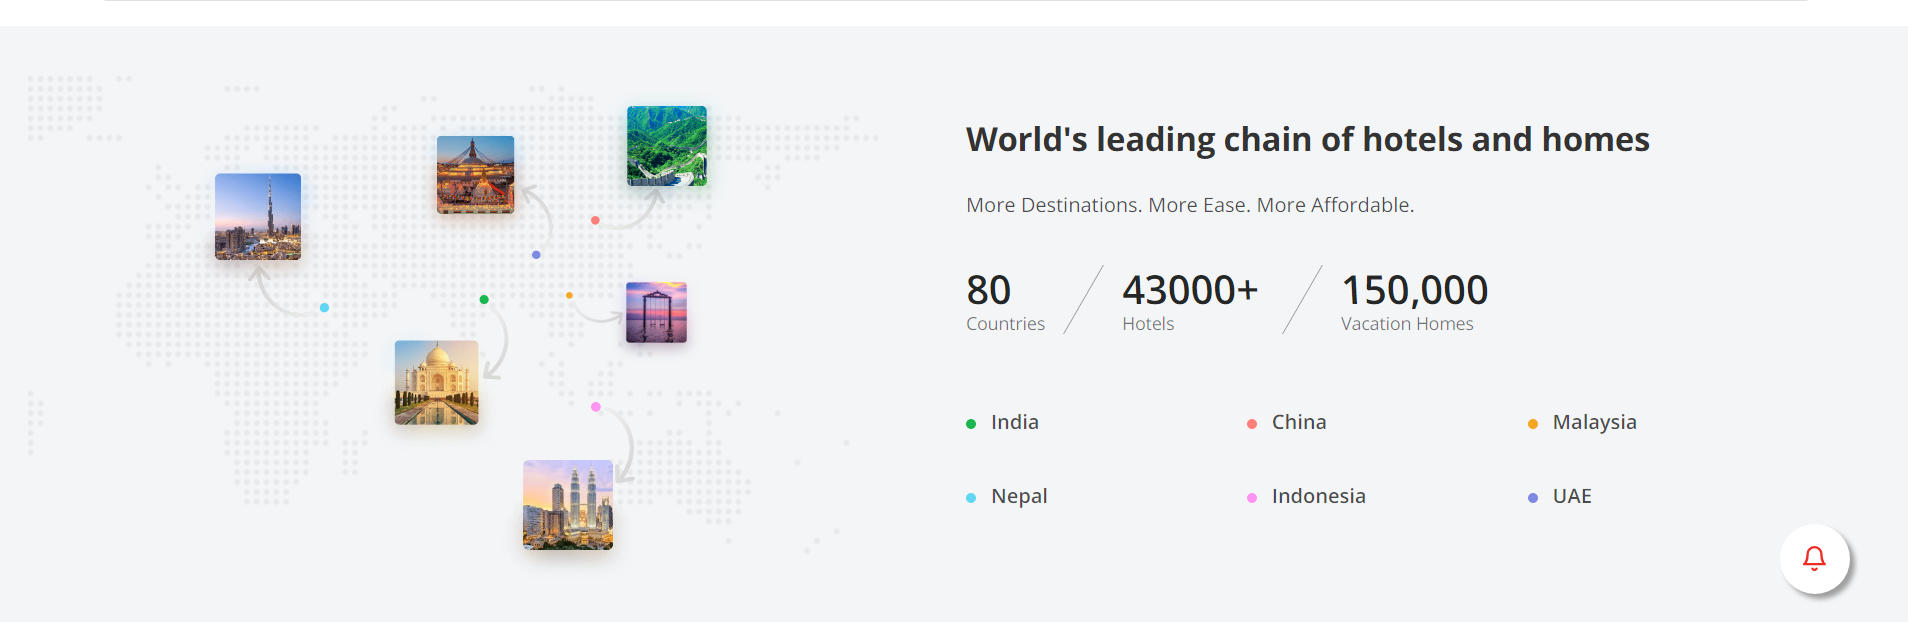 World's leading chain of hotels and homes
More Destinations. More Ease. More Affordable.
80
Countries
43000+
Hotels
150,000
Vacation Homes
India
China
Malaysia
Nepal
Indonesia
UAE